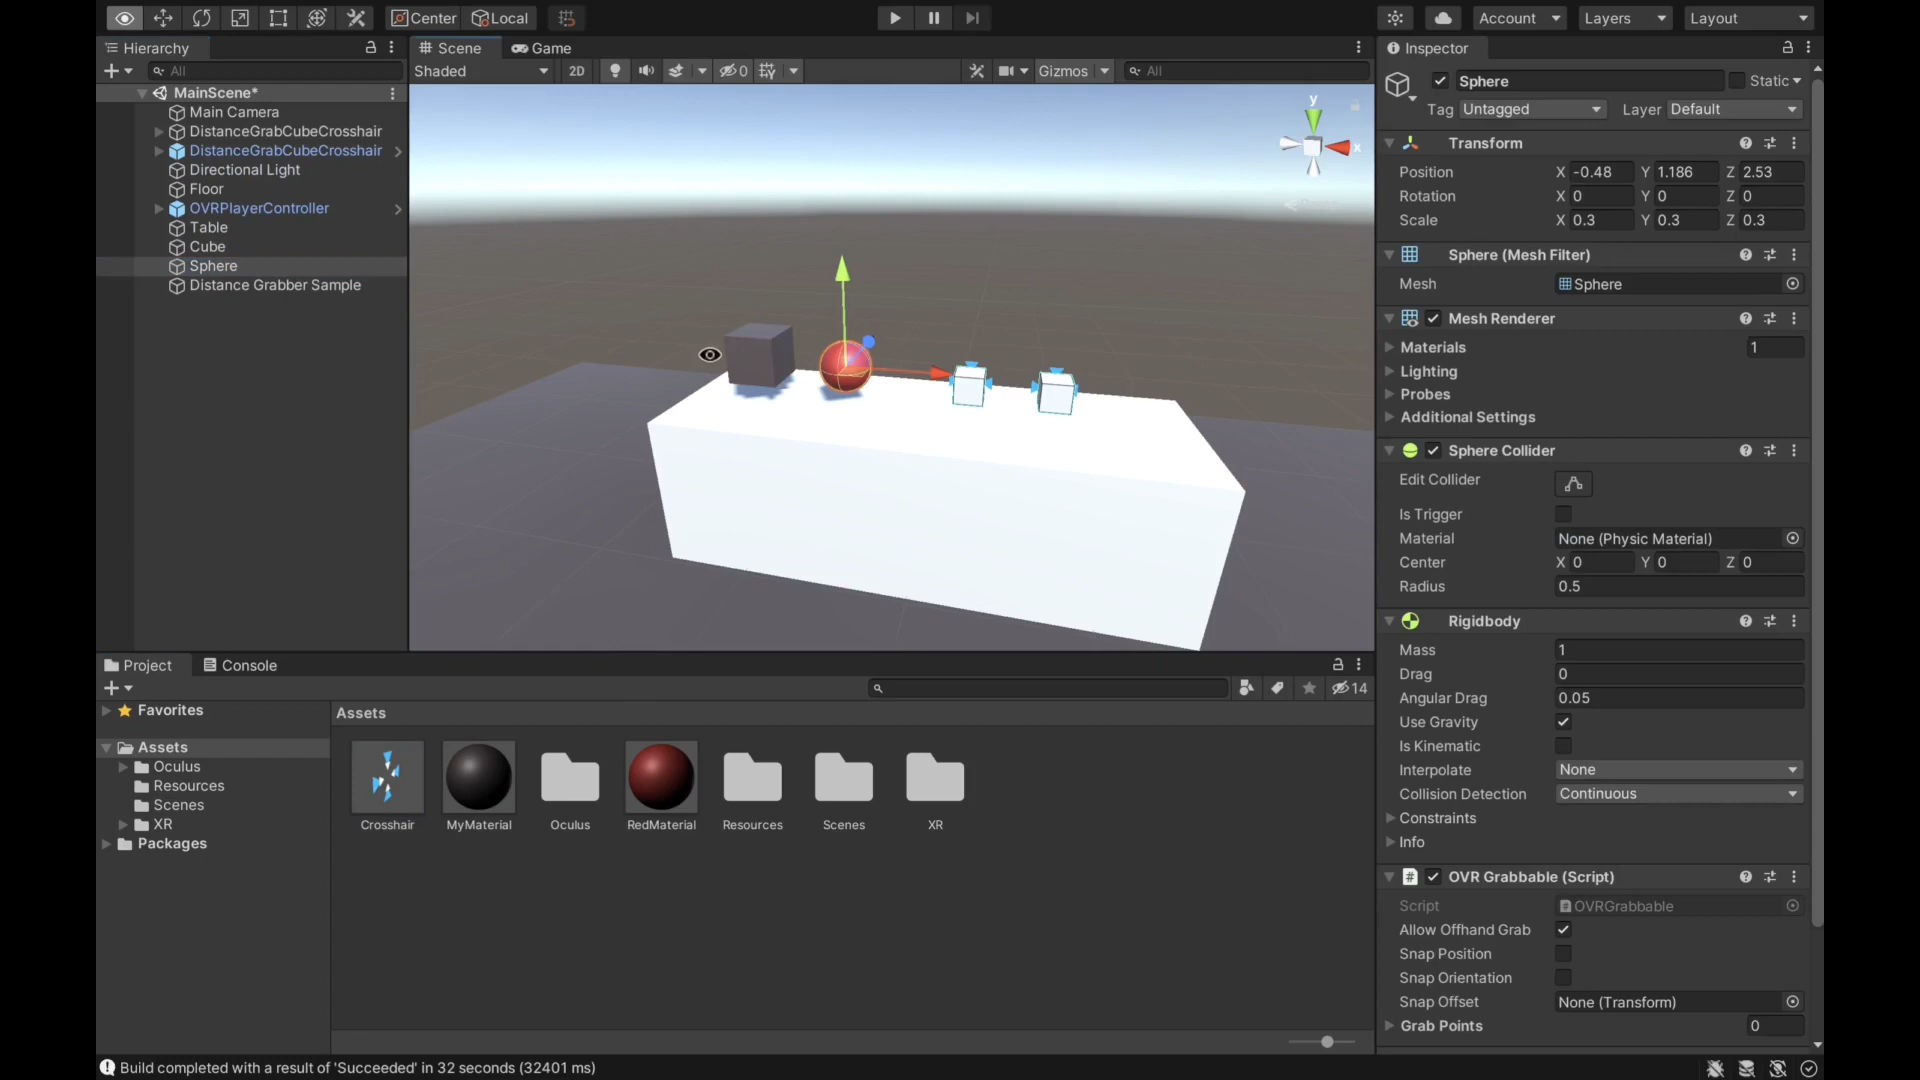 Center
Local
Account
Layers
Layout
Hierarchy
Scene
Game
Inspector
All
Shaded
2D
0
Gizmos
All
MainScene*
Main Camera
DistanceGrabCubeCrosshair
DistanceGrabCubeCrosshair
Directional Light
Floor
OVRPlayerController
Table
Cube
Sphere
Distance Grabber Sample
y
x
Sphere
Static
Tag Untagged
Layer Default
Transform
Position X -0.48 Y 1.186 Z 2.53
Rotation X 0 Y 0 Z 0
Scale X 0.3 Y 0.3 Z 0.3
Sphere (Mesh Filter)
Mesh Sphere
Mesh Renderer
Materials 1
Lighting
Probes
Additional Settings
Sphere Collider
Edit Collider
Is Trigger
Material None (Physic Material)
Center X 0 Y 0 Z 0
Radius 0.5
Rigidbody
Mass 1
Drag 0
Angular Drag 0.05
Use Gravity
Is Kinematic
Interpolate None
Collision Detection Continuous
Constraints
Info
OVR Grabbable (Script)
Script OVRGrabbable
Allow Offhand Grab
Snap Position
Snap Orientation
Snap Offset None (Transform)
Grab Points 0
Project
Console
14
Favorites
Assets
Oculus
Resources
Scenes
XR
Packages
Assets
Crosshair
MyMaterial
Oculus
RedMaterial
Resources
Scenes
XR
Build completed with a result of 'Succeeded' in 32 seconds (32401 ms)